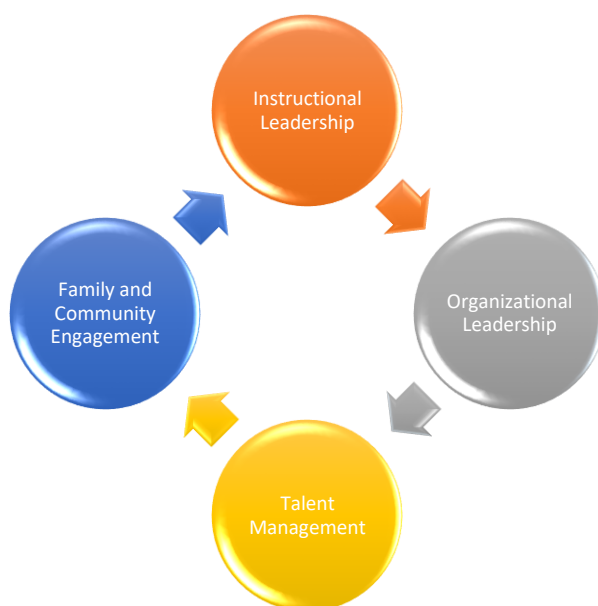 Instructional
Leadership
Organizational
Leadership
Talent
Management
Family and
Community
Engagement